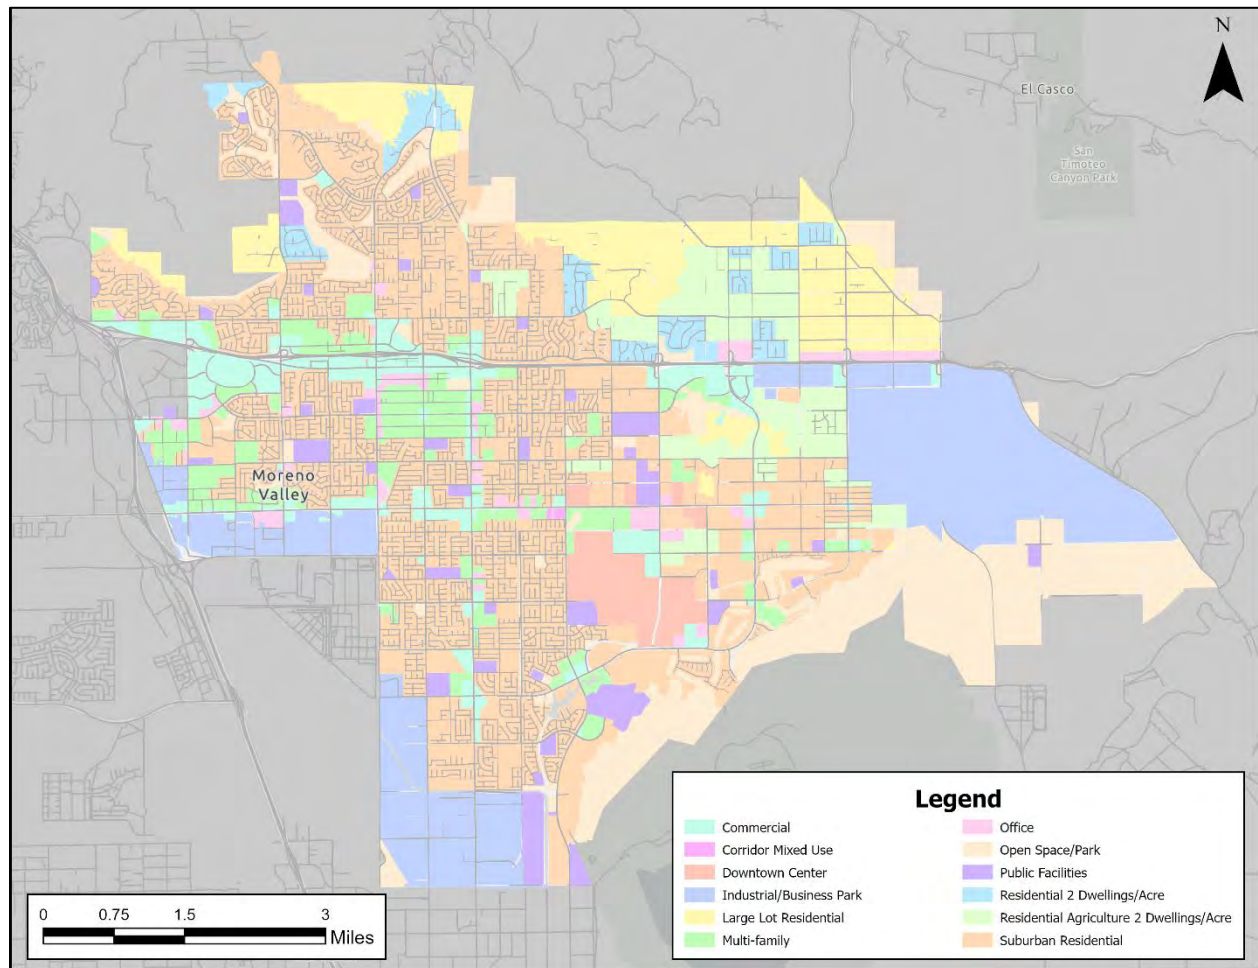 N
El Casco
San
Timoteo
Canyon Park
Moreno
Valley
Legend
Commercial
Corridor Mixed Use
Downtown Center
Industrial/Business Park
Large Lot Residential
Multi-family
Office
Open Space/Park
Public Facilities
Residential 2 Dwellings/Acre
Residential Agriculture 2 Dwellings/Acre
Suburban Residential
0 0.75 1.5 3
Miles